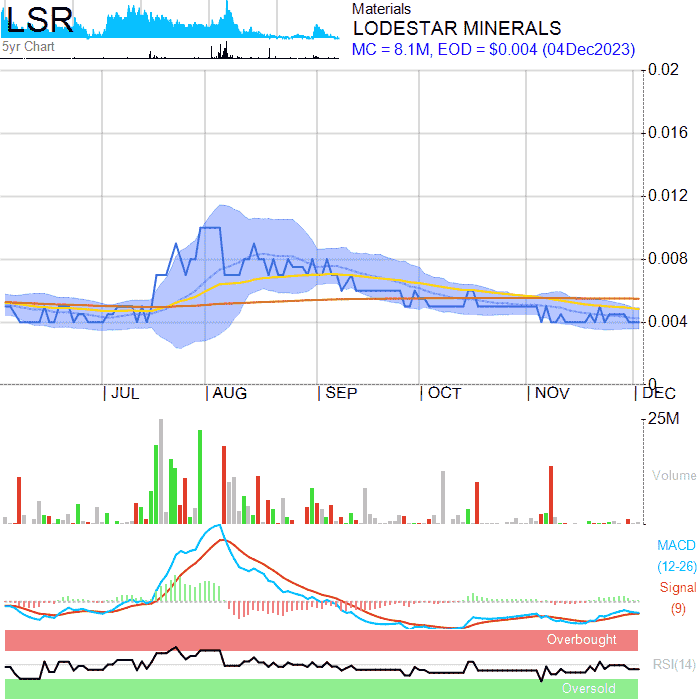 LSR
5yr Chart
Materials
LODESTAR MINERALS
MC = 8.1M, EOD = $0.004 (04Dec2023)
0.02
0.016
0.012
0.008
0.004
0
JUL AUG SEP OCT NOV DEC
25M
Volume
MACD
(12-26)
Signal
(9)
Overbought
RSI(14)
Oversold